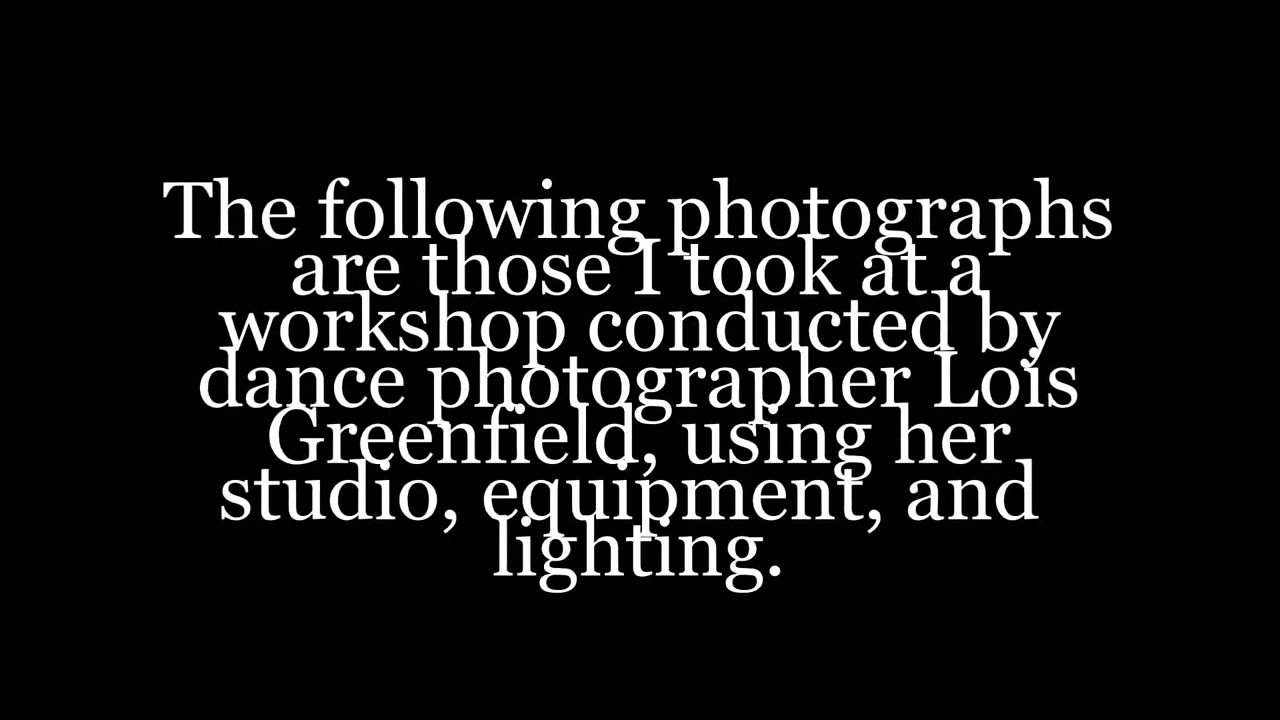 The following photographs
are those I took at a
workshop conducted by
dance photographer Lois
Greenfield, using her
studio, equipment, and
lighting.